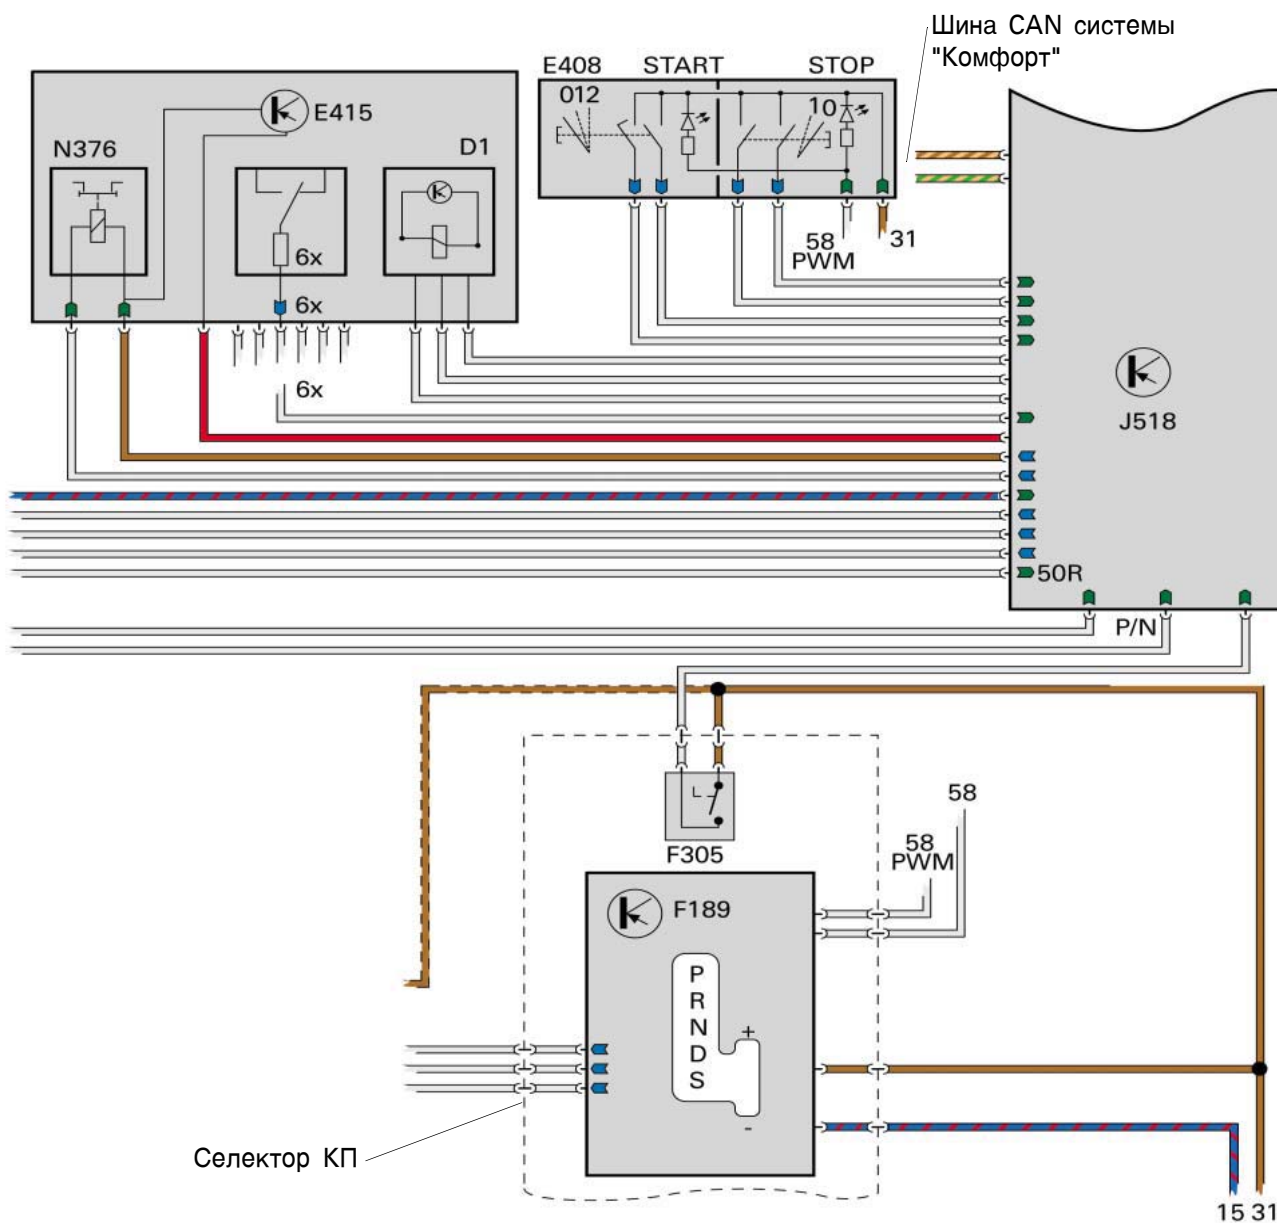 Шина CAN системы
"Комфорт"
E408 START STOP
012
10
E415
N376
D1
6x
6x
6x
58
PWM
31
J518
50R
P/N
F305
58
58
PWM
F189
P
R
N
D
S
+
-
Селектор КП
15 31